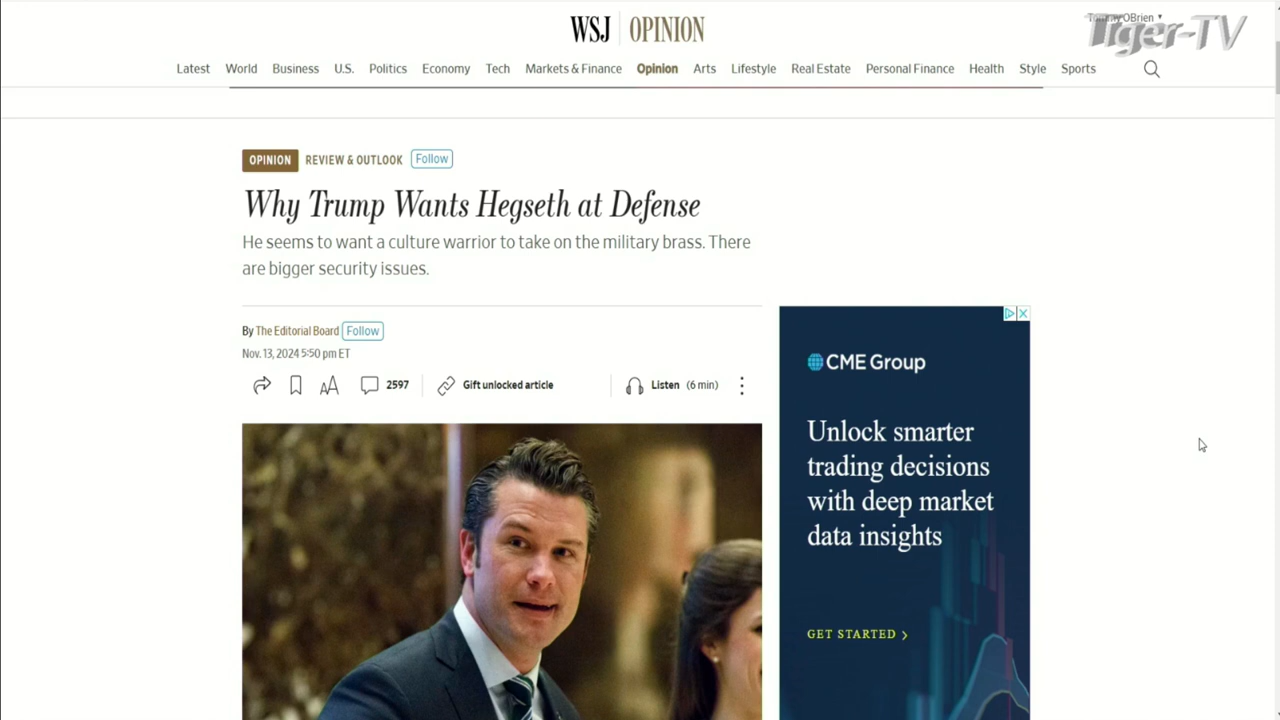 WSJ OPINION
Tommy OBrien
Tiger-TV
Latest World Business U.S. Politics Economy Tech Markets & Finance Opinion Arts Lifestyle Real Estate Personal Finance Health Style Sports
OPINION REVIEW & OUTLOOK Follow
Why Trump Wants Hegseth at Defense
He seems to want a culture warrior to take on the military brass. There
are bigger security issues.
By The Editorial Board Follow
Nov. 13, 2024 5:50 pm ET
AA 2597 Gift unlocked article Listen (6 min)
CME Group
Unlock smarter
trading decisions
with deep market
data insights
GET STARTED >